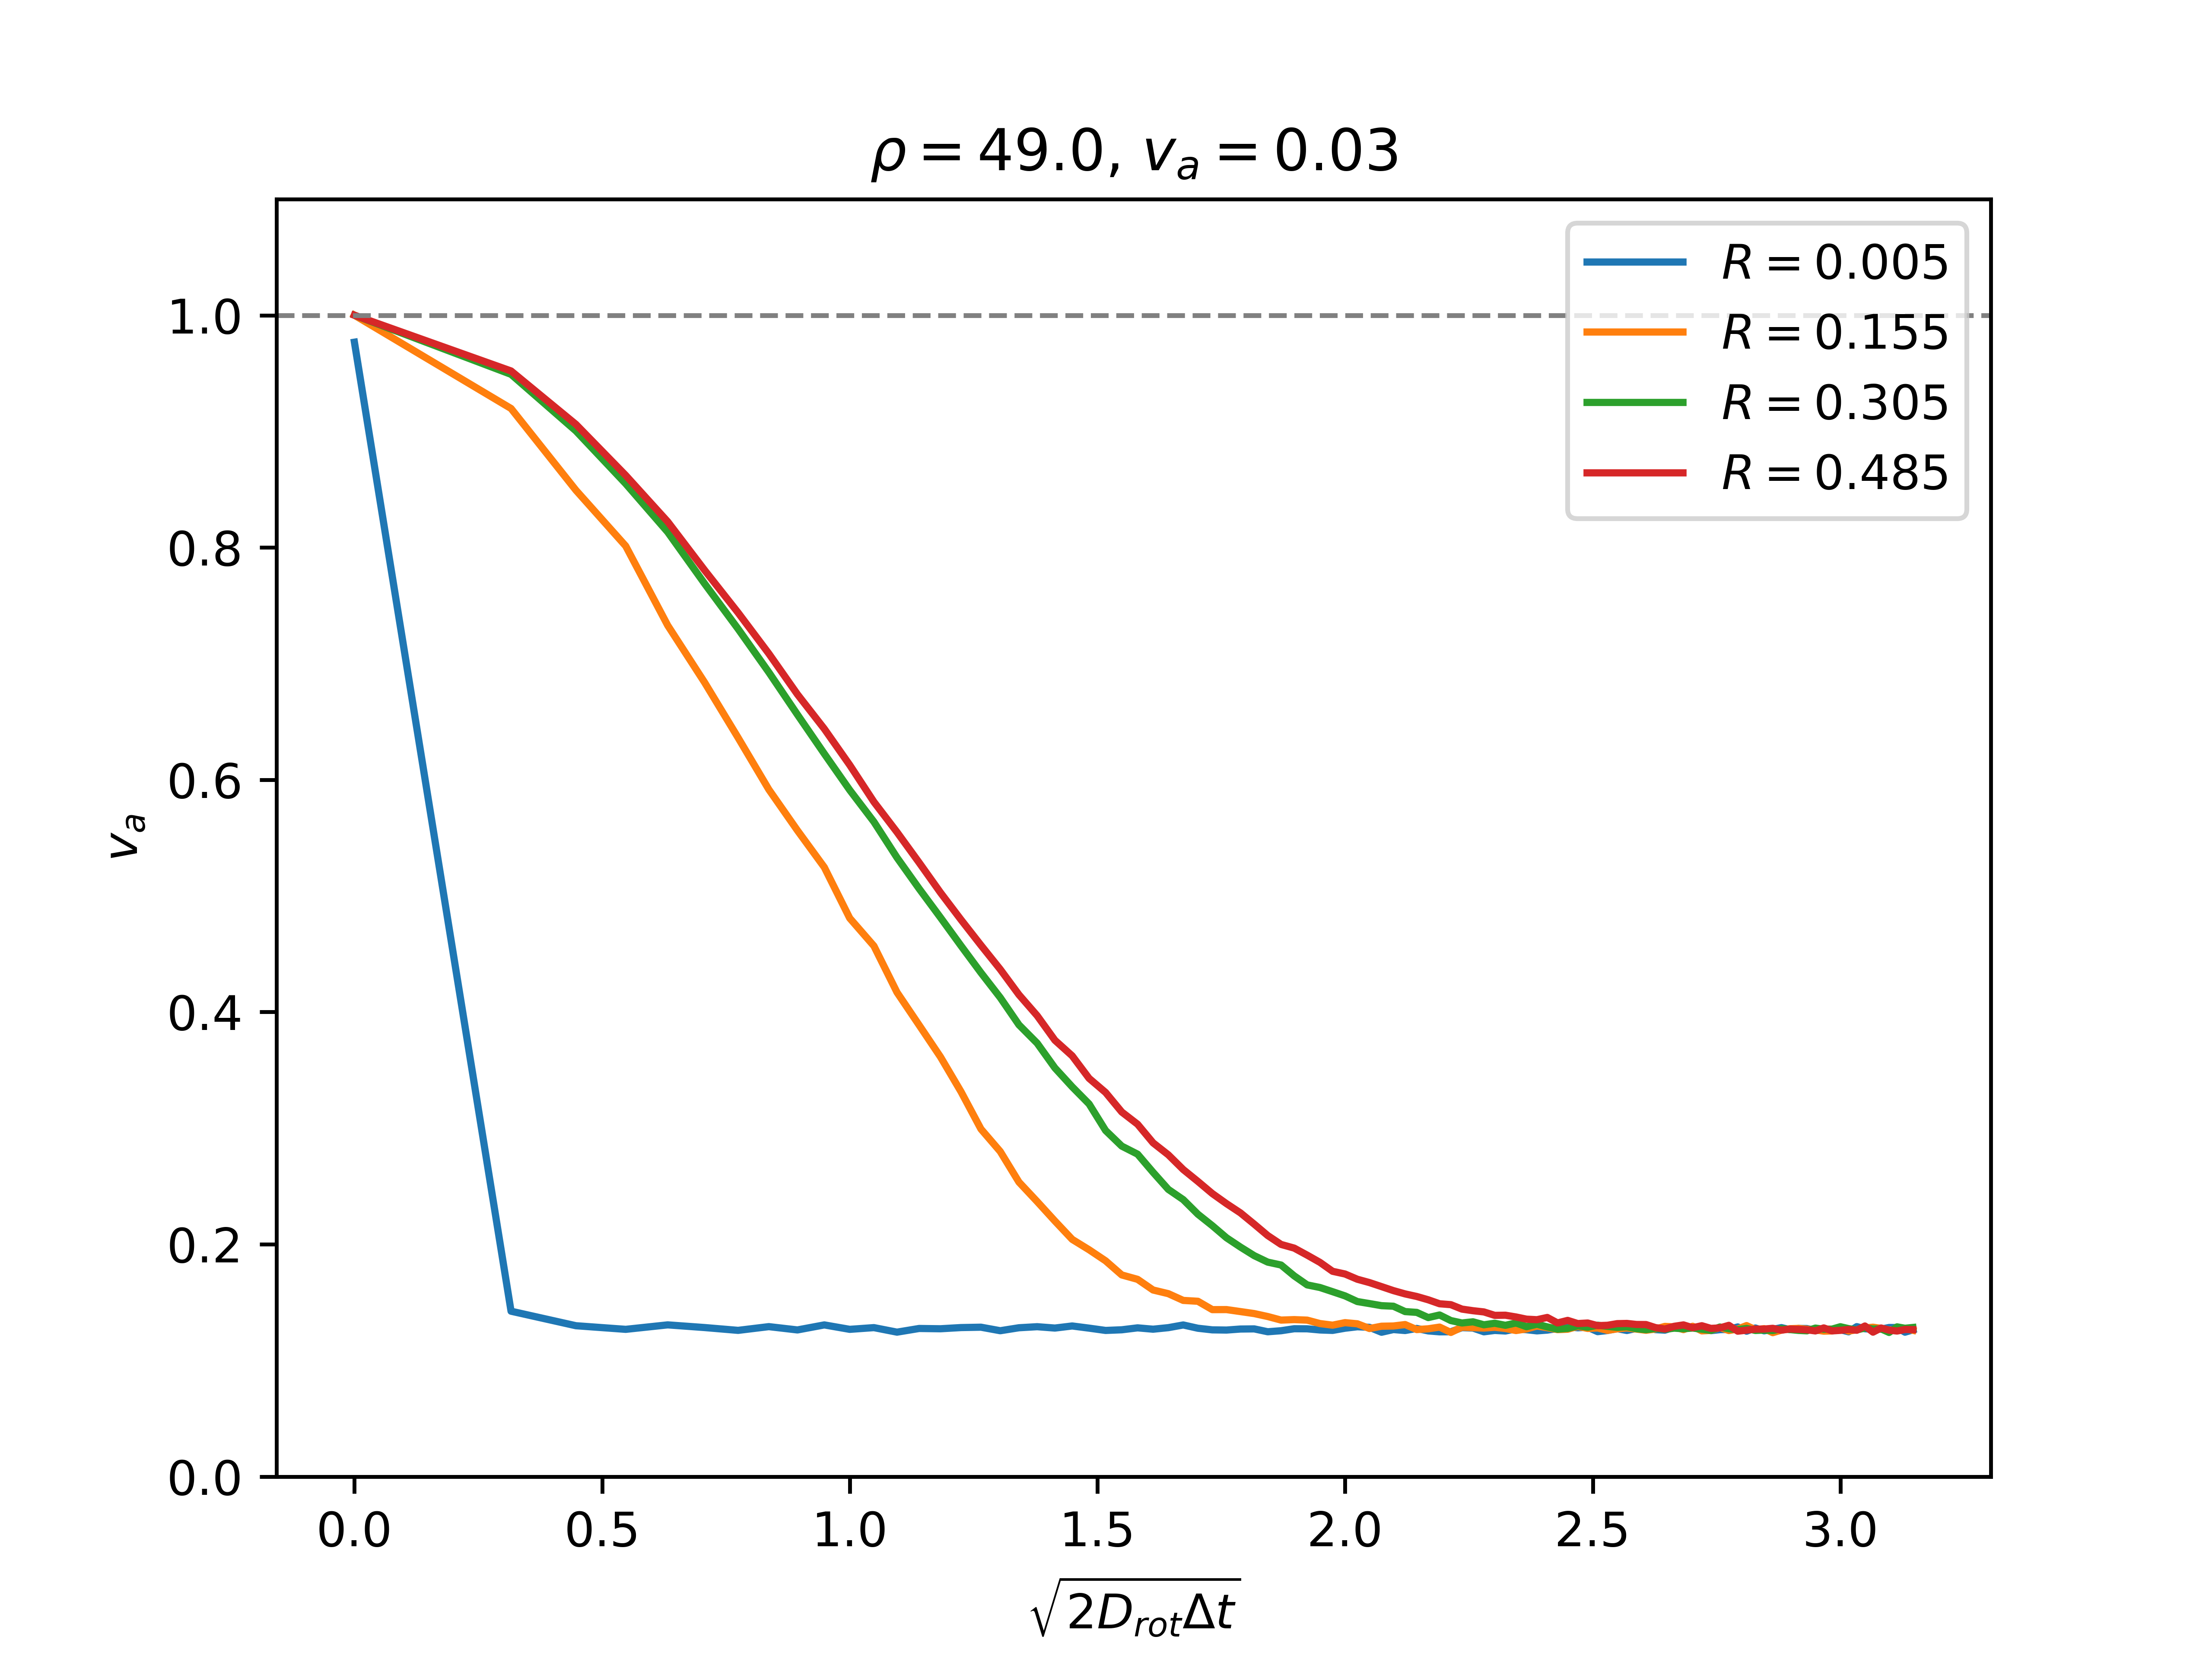 ρ = 49.0, v_a = 0.03
R = 0.005
R = 0.155
R = 0.305
R = 0.485
1.0
0.8
0.6
0.4
0.2
0.0
v_a
0.0 0.5 1.0 1.5 2.0 2.5 3.0
√2D_rotΔt